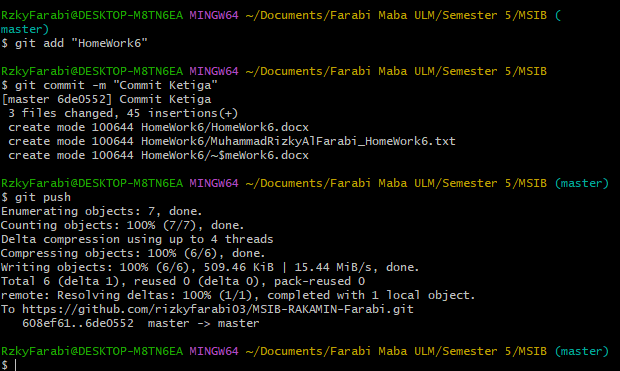 RzkyFarabi@DESKTOP-M8TN6EA MINGW64 ~/Documents/Farabi Maba ULM/Semester 5/MSIB (
master)
$ git add "HomeWork6"
RzkyFarabi@DESKTOP-M8TN6EA MINGW64 ~/Documents/Farabi Maba ULM/Semester 5/MSIB
$ git commit -m "Commit Ketiga"
[master 6de0552] Commit Ketiga
 3 files changed, 45 insertions(+)
 create mode 100644 HomeWork6/HomeWork6.docx
 create mode 100644 HomeWork6/MuhammadRizkyAlFarabi_HomeWork6.txt
 create mode 100644 HomeWork6/~$meWork6.docx
RzkyFarabi@DESKTOP-M8TN6EA MINGW64 ~/Documents/Farabi Maba ULM/Semester 5/MSIB (master)
$ git push
Enumerating objects: 7, done.
Counting objects: 100% (7/7), done.
Delta compression using up to 4 threads
Compressing objects: 100% (6/6), done.
Writing objects: 100% (6/6), 509.46 KiB | 15.44 MiB/s, done.
Total 6 (delta 1), reused 0 (delta 0), pack-reused 0
remote: Resolving deltas: 100% (1/1), completed with 1 local object.
To https://github.com/rizkyfarabi03/MSIB-RAKAMIN-Farabi.git
   608ef61..6de0552  master -> master
RzkyFarabi@DESKTOP-M8TN6EA MINGW64 ~/Documents/Farabi Maba ULM/Semester 5/MSIB (master)
$